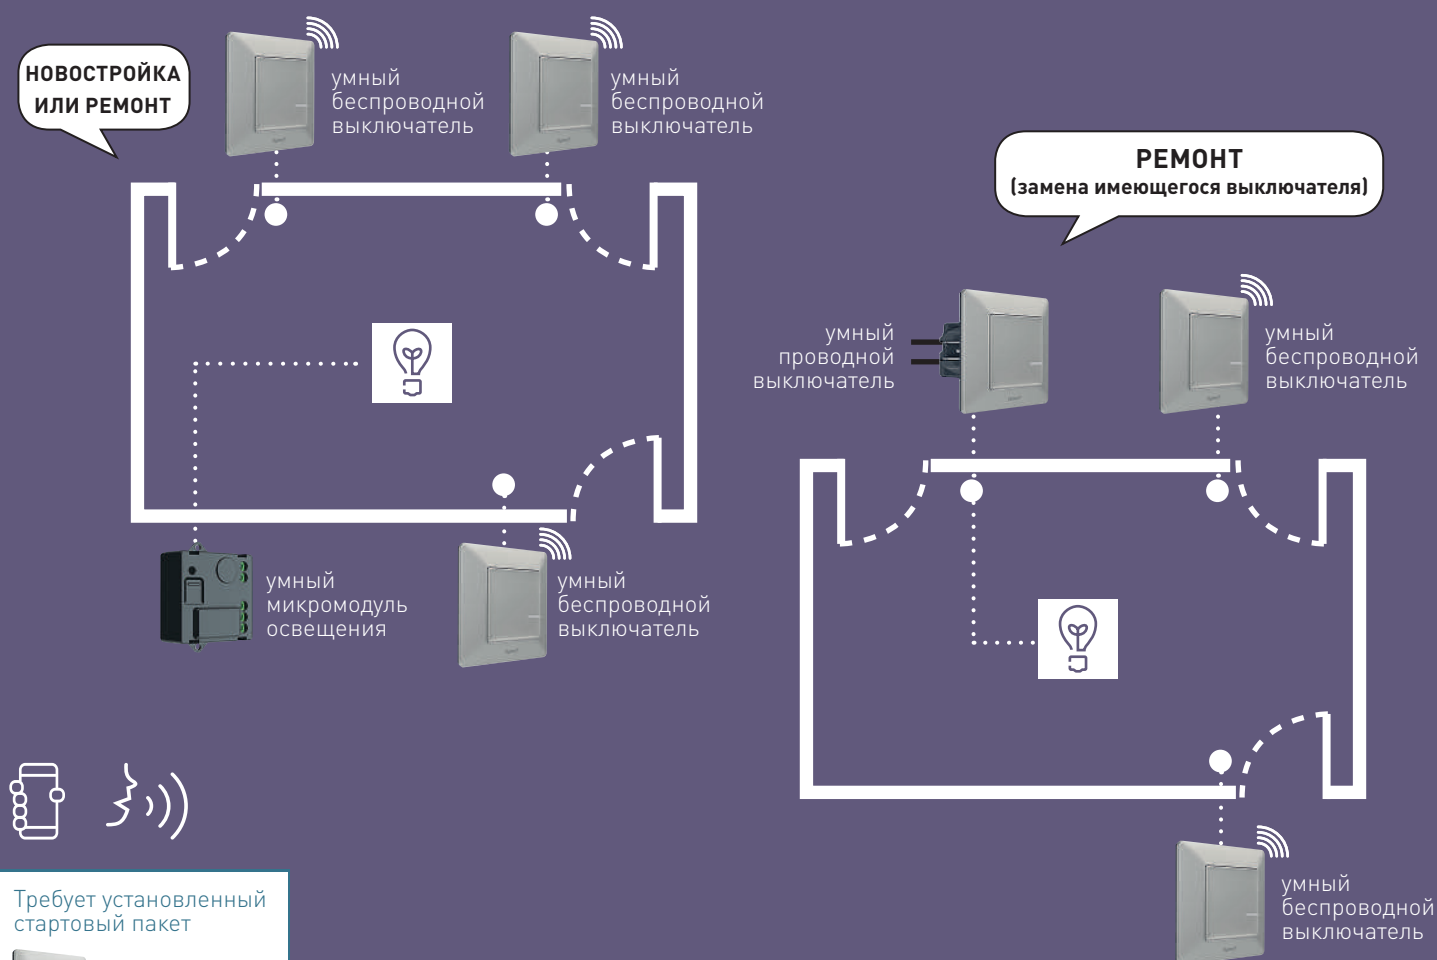 НОВОСТРОЙКА
ИЛИ РЕМОНТ
умный
беспроводной
выключатель
умный
беспроводной
выключатель
умный
микромодуль
освещения
умный
беспроводной
выключатель
РЕМОНТ
(замена имеющегося выключателя)
умный
проводной
выключатель
умный
беспроводной
выключатель
умный
беспроводной
выключатель
Требует установленный
стартовый пакет